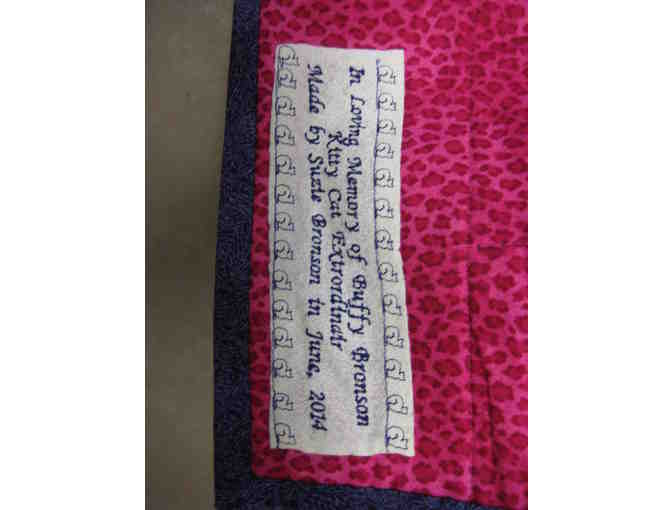 In Loving Memory of Buffy Bronson
Kitty Cat Extrordinair
Made by Suzie Bronson in June, 2014